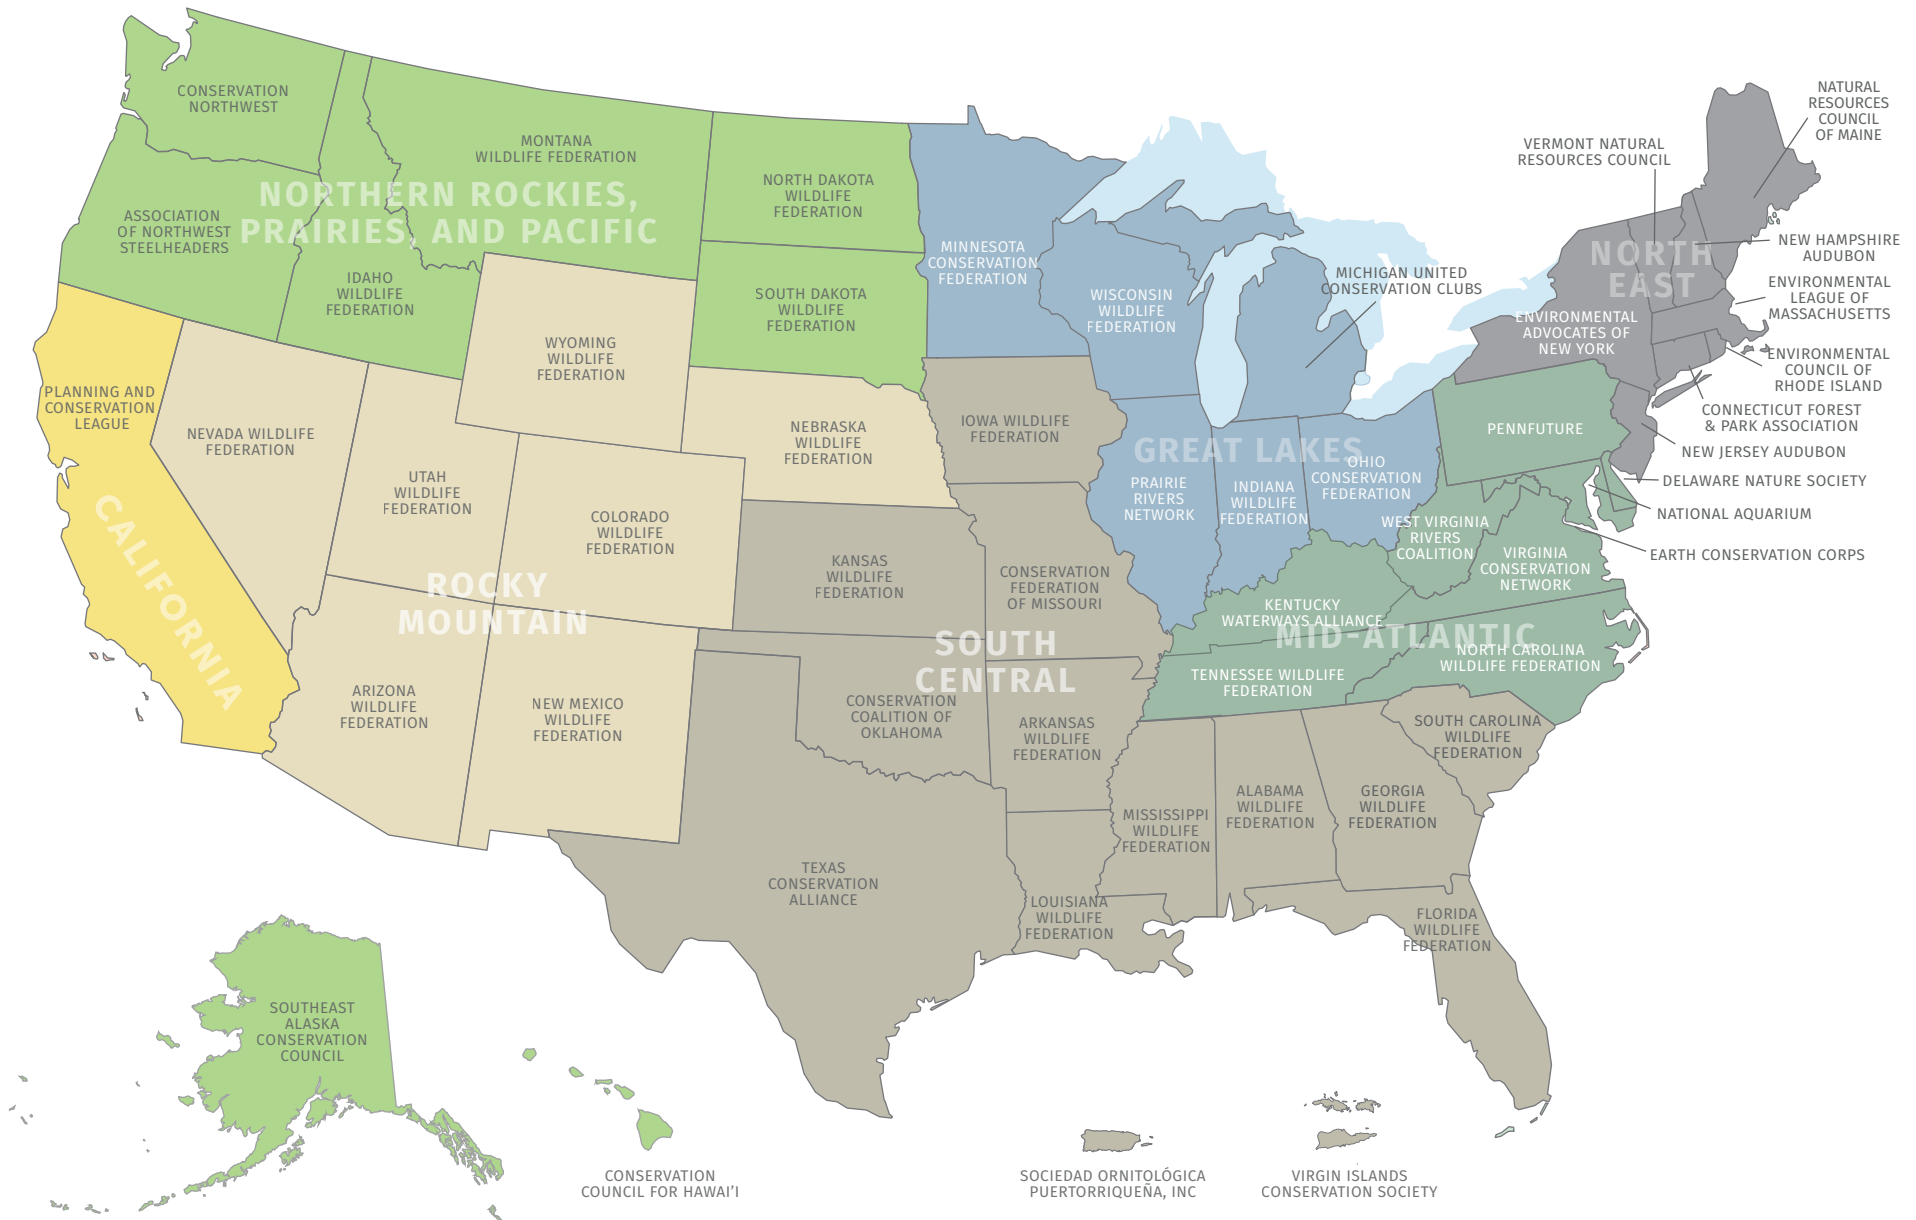 CONSERVATION
NORTHWEST
MONTANA
WILDLIFE FEDERATION
NORTH DAKOTA
WILDLIFE
FEDERATION
NORTHERN ROCKIES,
PRAIRIES, AND PACIFIC
ASSOCIATION
OF NORTHWEST
STEELHEADERS
IDAHO
WILDLIFE
FEDERATION
SOUTH DAKOTA
WILDLIFE
FEDERATION
MINNESOTA
CONSERVATION
FEDERATION
WISCONSIN
WILDLIFE
FEDERATION
MICHIGAN UNITED
CONSERVATION CLUBS
VERMONT NATURAL
RESOURCES COUNCIL
NATURAL
RESOURCES
COUNCIL
OF MAINE
NORTH
EAST
NEW HAMPSHIRE
AUDUBON
ENVIRONMENTAL
LEAGUE OF
MASSACHUSETTS
ENVIRONMENTAL
ADVOCATES OF
NEW YORK
ENVIRONMENTAL
COUNCIL OF
RHODE ISLAND
CONNECTICUT FOREST
& PARK ASSOCIATION
NEW JERSEY AUDUBON
DELAWARE NATURE SOCIETY
NATIONAL AQUARIUM
EARTH CONSERVATION CORPS
PLANNING AND
CONSERVATION
LEAGUE
CALIFORNIA
NEVADA WILDLIFE
FEDERATION
WYOMING
WILDLIFE
FEDERATION
UTAH
WILDLIFE
FEDERATION
COLORADO
WILDLIFE
FEDERATION
NEBRASKA
WILDLIFE
FEDERATION
ROCKY
MOUNTAIN
ARIZONA
WILDLIFE
FEDERATION
NEW MEXICO
WILDLIFE
FEDERATION
IOWA WILDLIFE
FEDERATION
KANSAS
WILDLIFE
FEDERATION
CONSERVATION
FEDERATION
OF MISSOURI
SOUTH
CENTRAL
CONSERVATION
COALITION OF
OKLAHOMA
ARKANSAS
WILDLIFE
FEDERATION
TEXAS
CONSERVATION
ALLIANCE
LOUISIANA
WILDLIFE
FEDERATION
MISSISSIPPI
WILDLIFE
FEDERATION
ALABAMA
WILDLIFE
FEDERATION
GEORGIA
WILDLIFE
FEDERATION
SOUTH CAROLINA
WILDLIFE
FEDERATION
FLORIDA
WILDLIFE
FEDERATION
GREAT LAKES
PRAIRIE
RIVERS
NETWORK
INDIANA
WILDLIFE
FEDERATION
OHIO
CONSERVATION
FEDERATION
PENNFUTURE
WEST VIRGINIA
RIVERS
COALITION
VIRGINIA
CONSERVATION
NETWORK
KENTUCKY
WATERWAYS ALLIANCE
MID-ATLANTIC
NORTH CAROLINA
WILDLIFE FEDERATION
TENNESSEE WILDLIFE
FEDERATION
SOUTHEAST
ALASKA
CONSERVATION
COUNCIL
CONSERVATION
COUNCIL FOR HAWAI'I
SOCIEDAD ORNITOLÓGICA
PUERTORRIQUEÑA, INC
VIRGIN ISLANDS
CONSERVATION SOCIETY